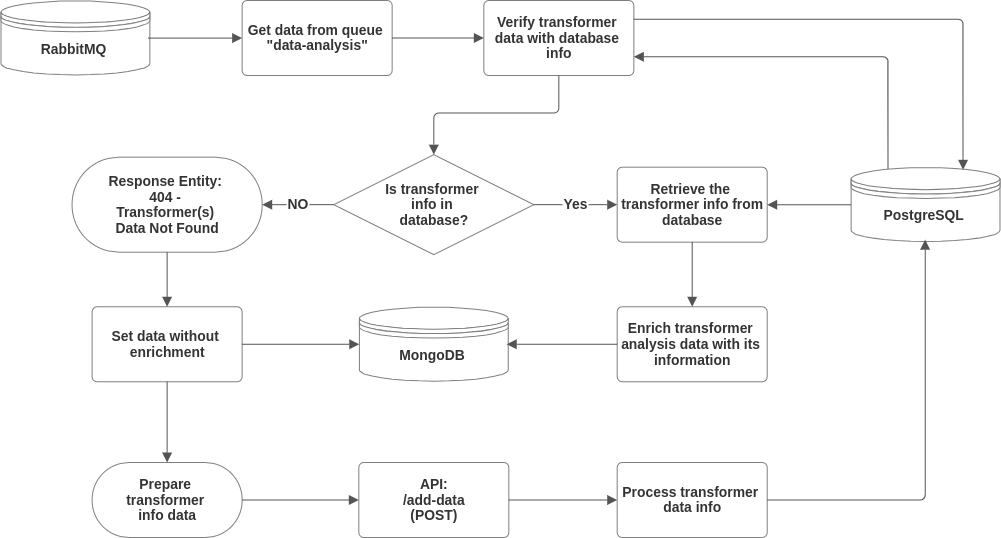 RabbitMQ
Get data from queue
"data-analysis"
Verify transformer
data with database
info
Response Entity:
404 -
Transformer(s)
Data Not Found
NO
Is transformer
info in
database?
Yes
Retrieve the
transformer info from
database
PostgreSQL
Set data without
enrichment
MongoDB
Enrich transformer
analysis data with its
information
Prepare
transformer
info data
API:
/add-data
(POST)
Process transformer
data info